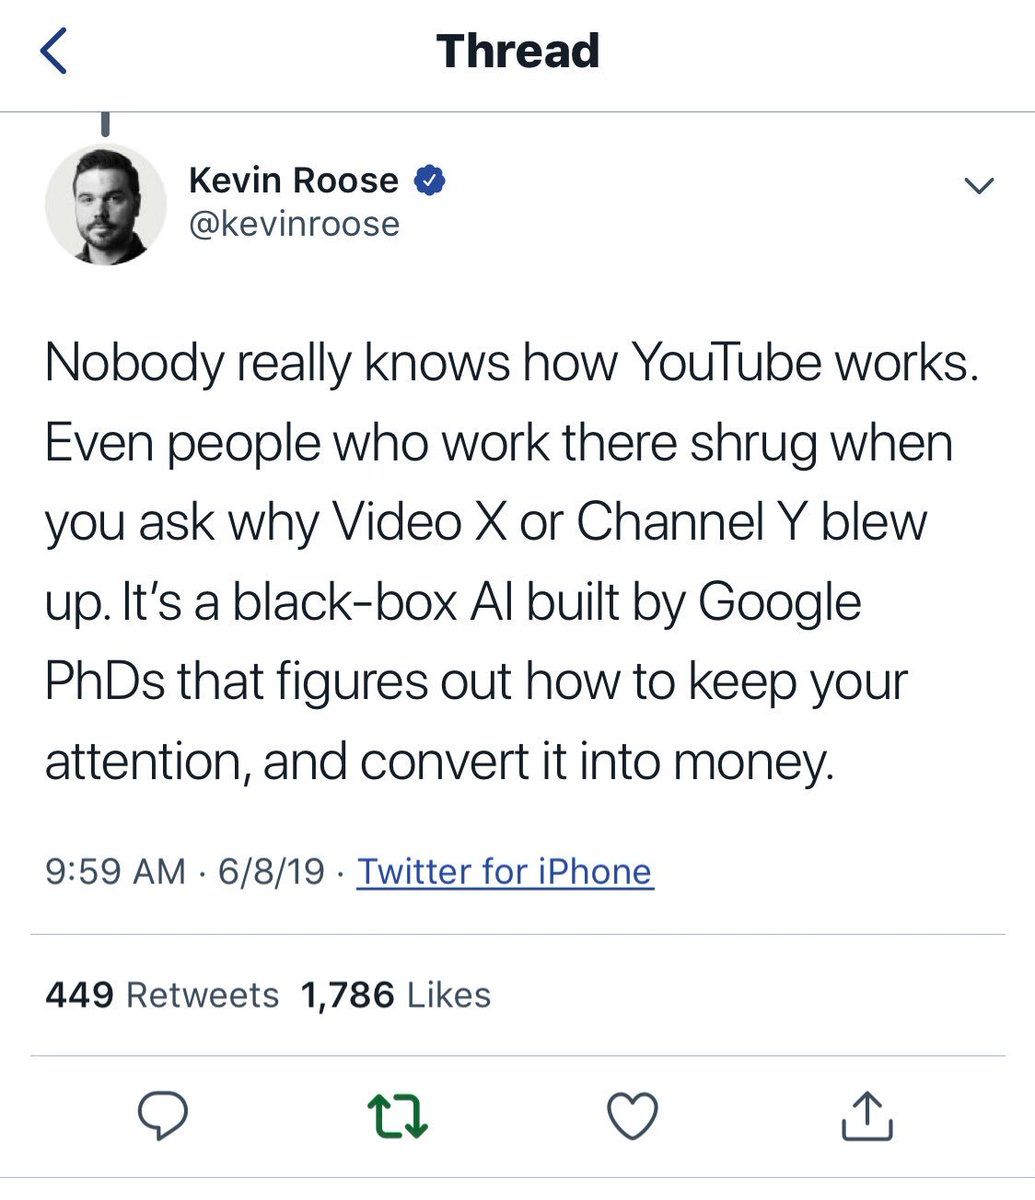 Thread
Kevin Roose
@kevinroose
Nobody really knows how YouTube works.
Even people who work there shrug when
you ask why Video X or Channel Y blew
up. It’s a black-box AI built by Google
PhDs that figures out how to keep your
attention, and convert it into money.
9:59 AM · 6/8/19 · Twitter for iPhone
449 Retweets 1,786 Likes